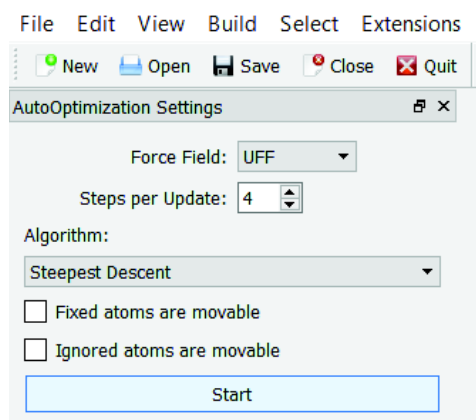 File Edit View Build Select Extensions
New Open Save Close Quit
AutoOptimization Settings
Force Field: UFF
Steps per Update: 4
Algorithm:
Steepest Descent
Fixed atoms are movable
Ignored atoms are movable
Start